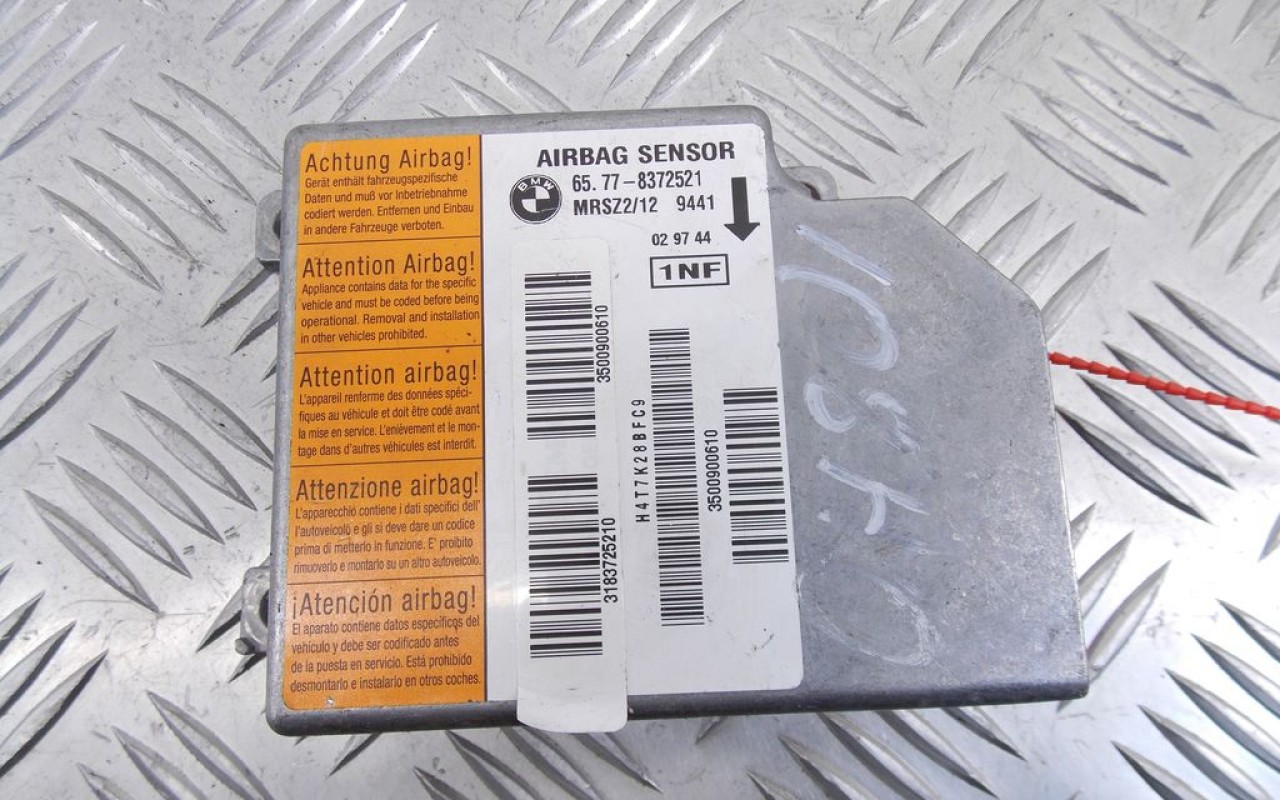 Achtung Airbag!
Gerät enthält fahrzeugspezifische
Daten und muß vor Inbetriebnahme
codiert werden. Entfernen und Einbau
in andere Fahrzeuge verboten.
Attention Airbag!
Appliance contains data for the specific
vehicle and must be coded before being
operational. Removal and installation
in other vehicles prohibited.
Attention airbag!
L'appareil renferme des données spéci-
fiques au véhicule et doit être codé avant
la mise en service. L'enièvement et le mon-
tage dans d'autres véhicules est interdit.
Attenzione airbag!
L'apparecchio contiene i dati specifici dell'
l'autoveicolo e gli si deve dare un codice
prima di metterlo in funzione. E' proibito
rimuoverlo e montarlo su un altro autoveicolo.
¡Atención airbag!
El aparato contiene datos específicos del
vehículo y debe ser codificado antes
de la puesta en servicio. Está prohibido
desmontarlo e instalarlo en otros coches.
AIRBAG SENSOR
BMW
65.77-8372521
MRSZ2/12 9441
02 97 44
1NF
3500900610
3183725210
H4T7K28BFC9
3500900610